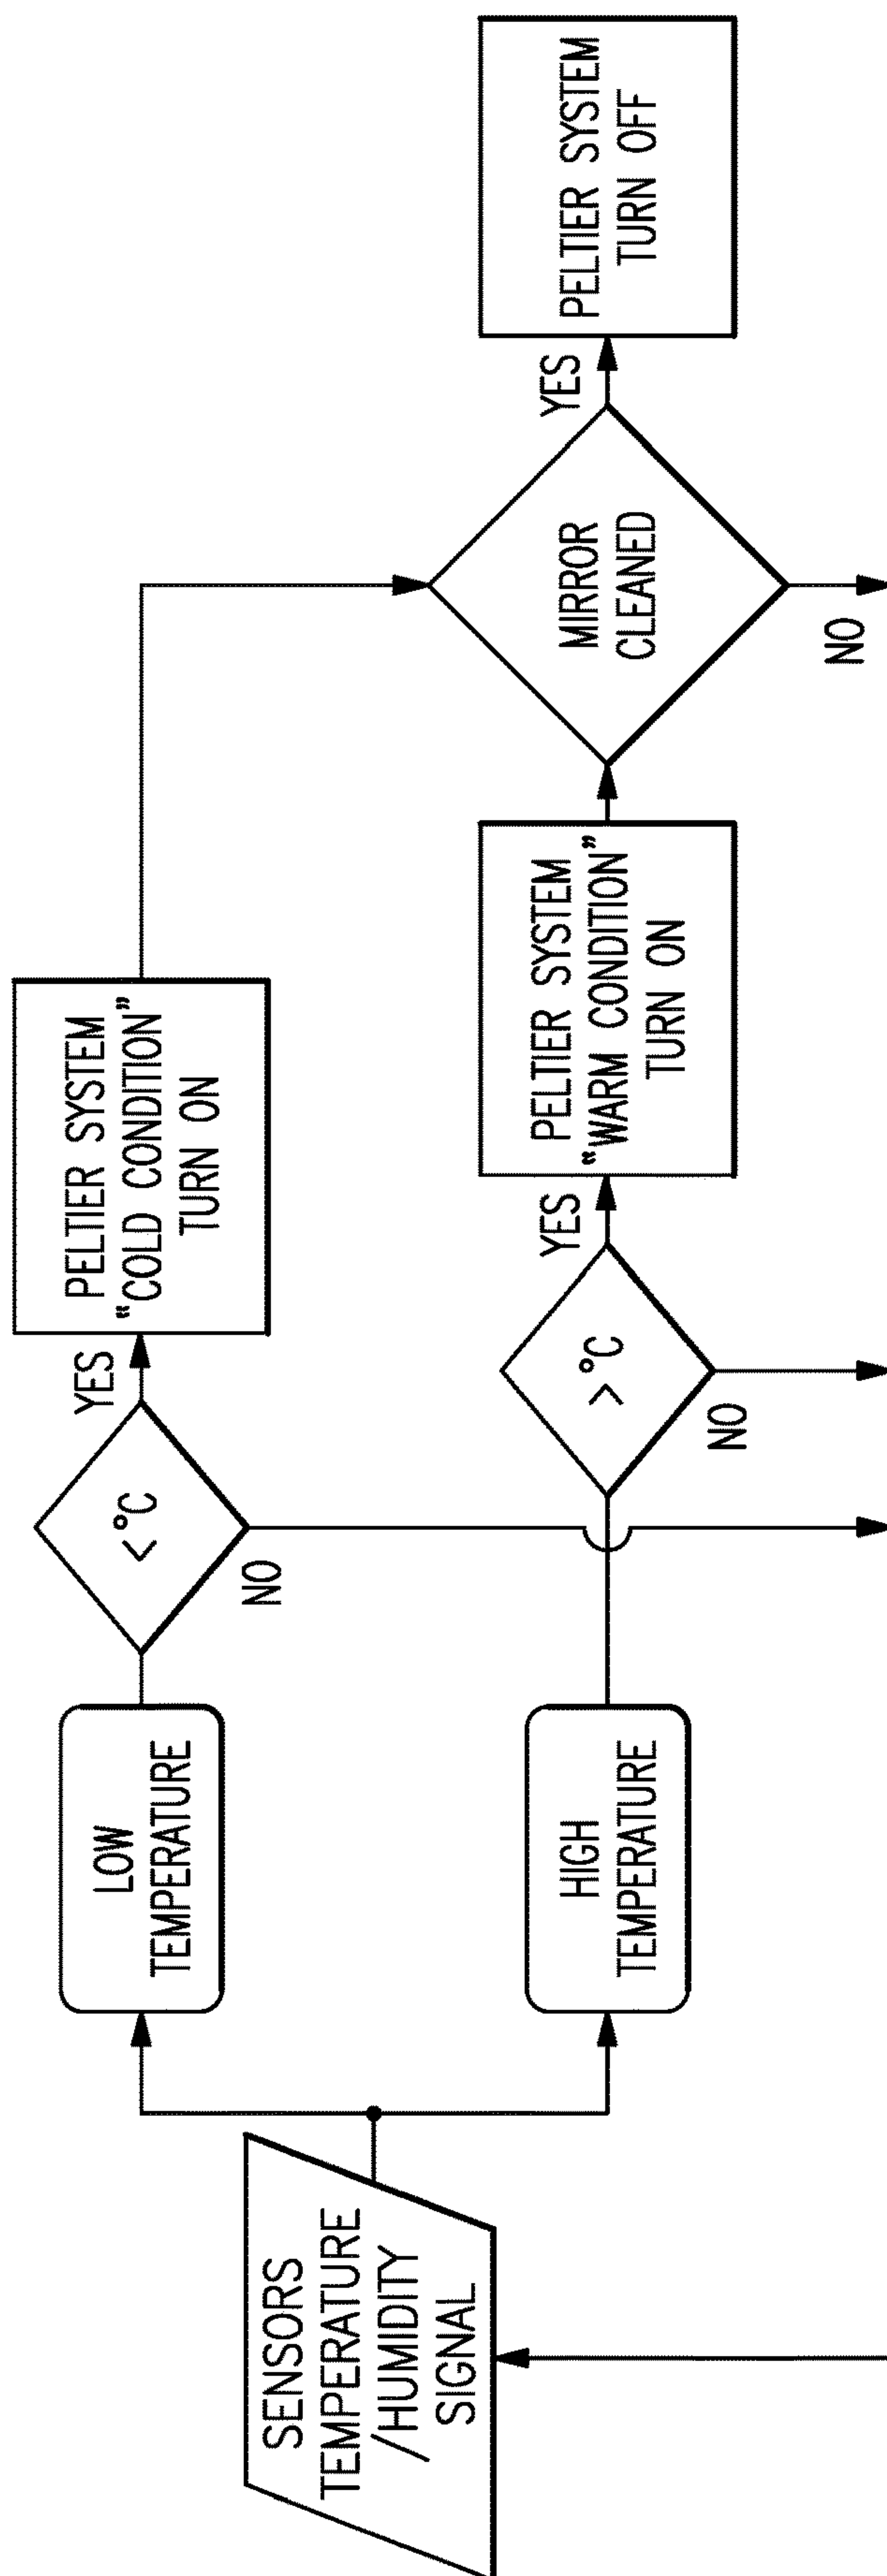 SENSORS
TEMPERATURE
/HUMIDITY
SIGNAL
LOW
TEMPERATURE
< °C
YES
NO
PELTIER SYSTEM
“COLD CONDITION”
TURN ON
HIGH
TEMPERATURE
> °C
YES
NO
PELTIER SYSTEM
“WARM CONDITION”
TURN ON
MIRROR
CLEANED
YES
NO
PELTIER SYSTEM
TURN OFF